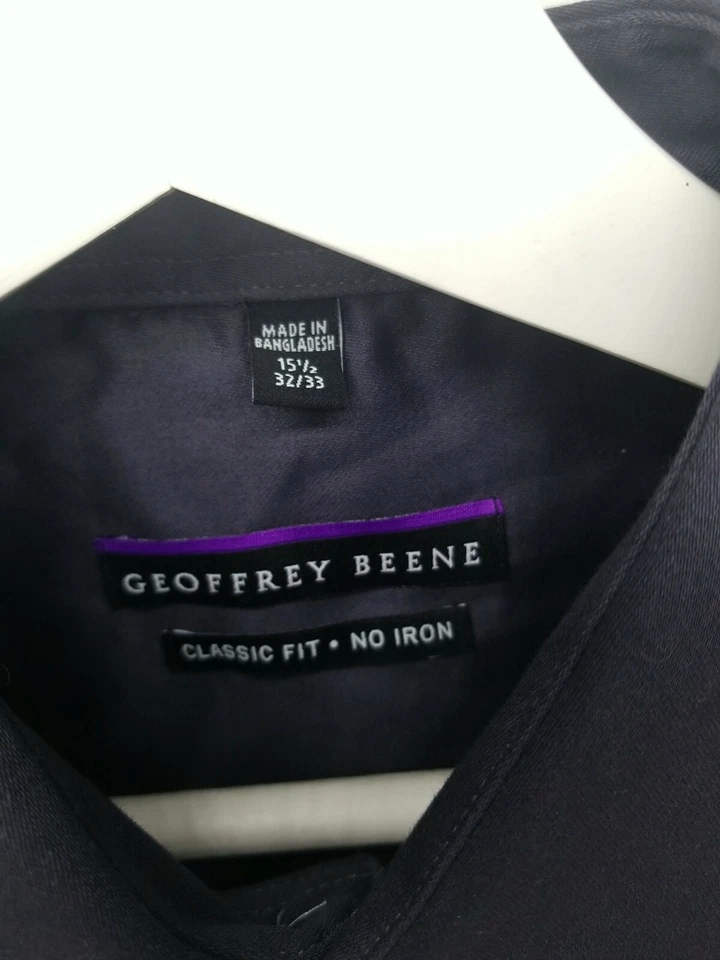 MADE IN
BANGLADESH
15½
32/33
GEOFFREY BEENE
CLASSIC FIT • NO IRON